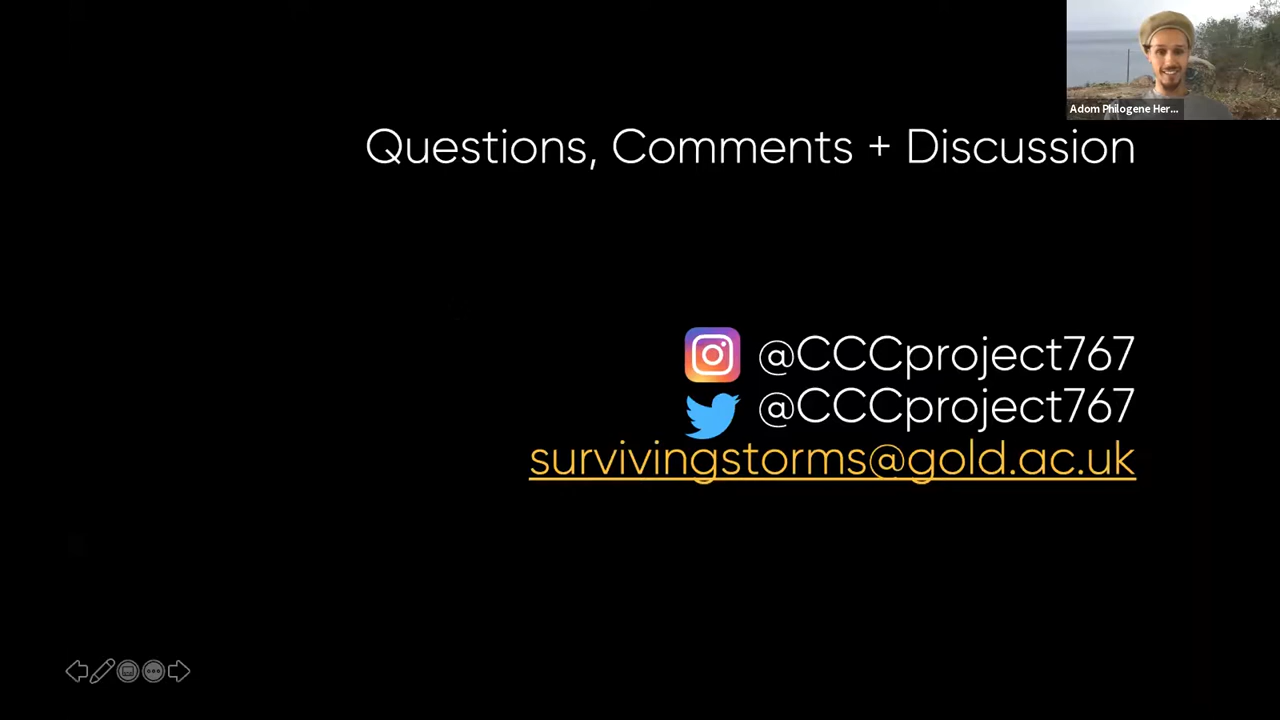 Adom Philogene Her...
Questions, Comments + Discussion
@CCCproject767
@CCCproject767
survivingstorms@gold.ac.uk